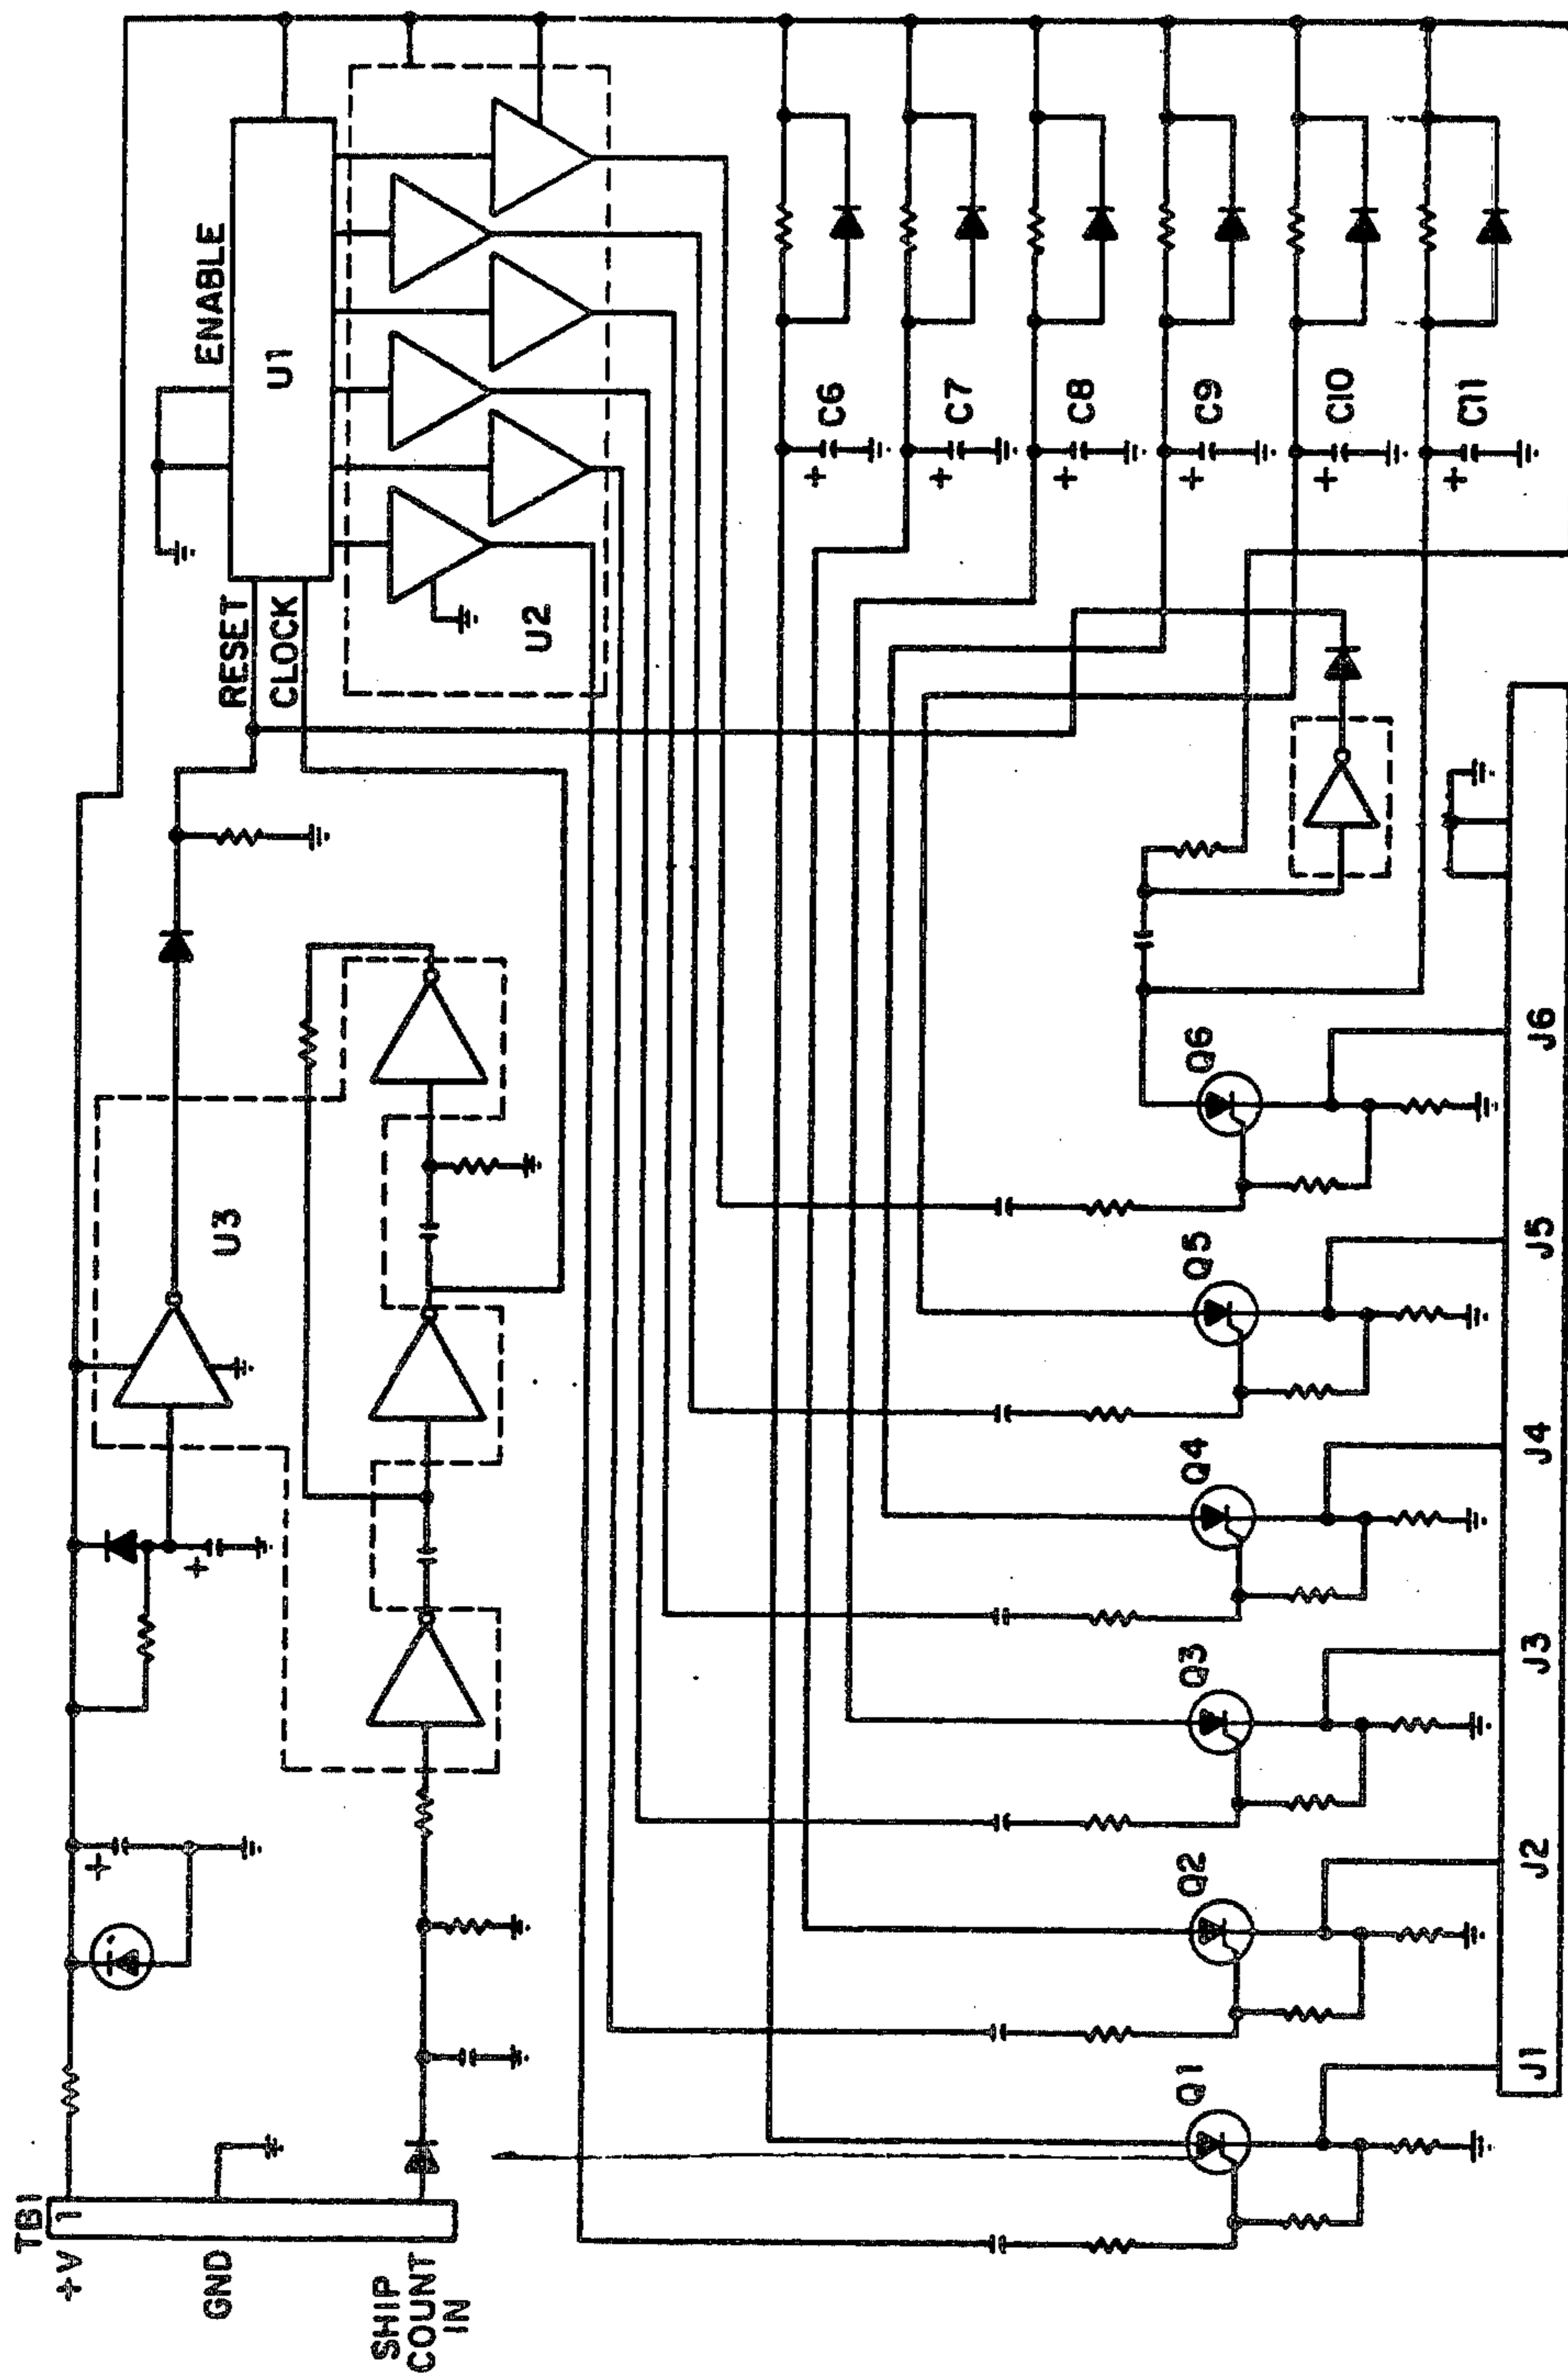 TB1
+V
1
GND
SHIP
COUNT
IN
U3
RESET
CLOCK
ENABLE
U1
U2
+
+
C6
+
C7
+
C8
+
C9
+
C10
+
C11
+
Q1
Q2
Q3
Q4
Q5
Q6
J1
J2
J3
J4
J5
J6